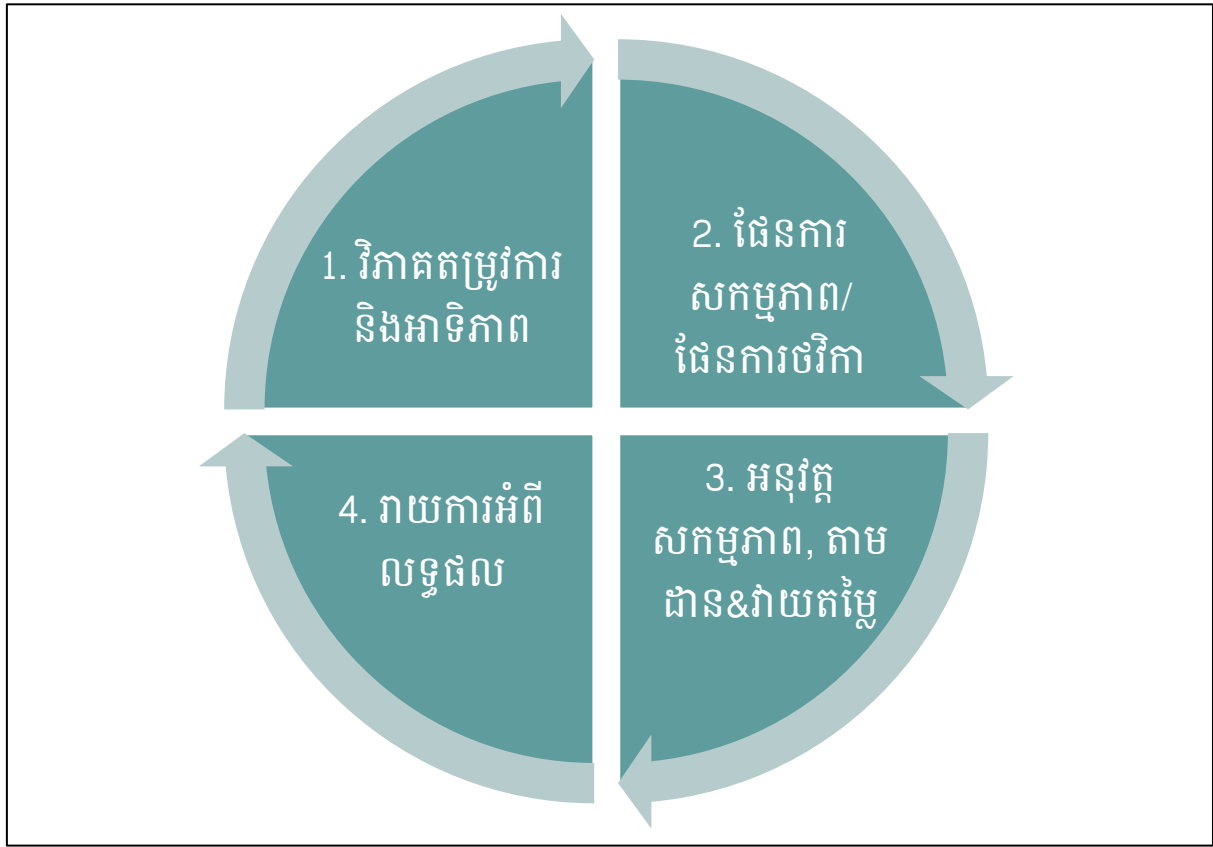 1. វិភាគតម្រូវការ
និងអាទិភាព
2. ផែនការ
សកម្មភាព/
ផែនការថវិកា
3. អនុវត្ត
សកម្មភាព, តាម
ដាន&វាយតម្លៃ
4. រាយការអំពី
លទ្ធផល